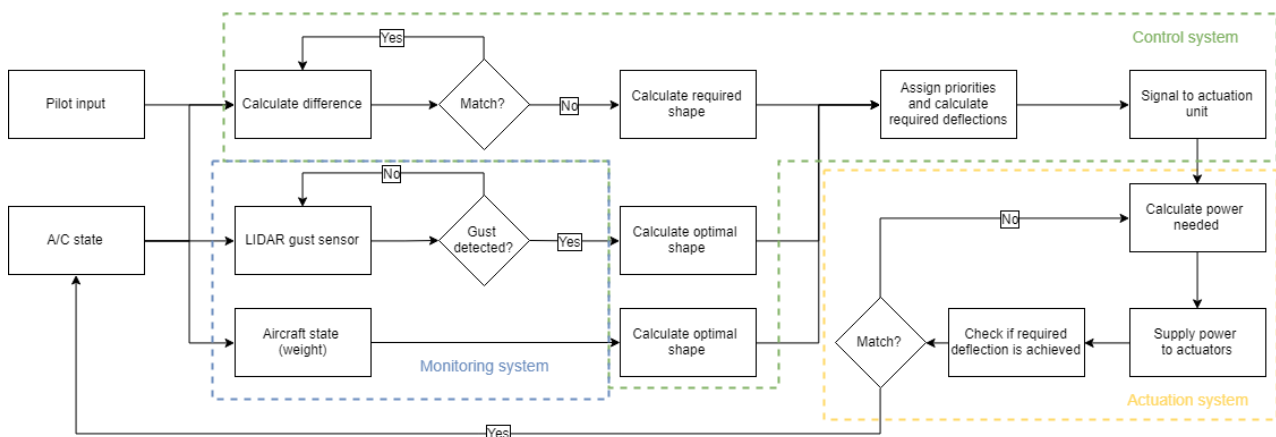 Control system
Yes
Pilot input
Calculate difference
Match?
No
Calculate required
shape
Assign priorities
and calculate
required deflections
Signal to actuation
unit
No
A/C state
LIDAR gust sensor
Gust
detected?
Yes
Calculate optimal
shape
No
Calculate power
needed
Aircraft state
(weight)
Calculate optimal
shape
Match?
Check if required
deflection is achieved
Supply power
to actuators
Monitoring system
Actuation system
Yes